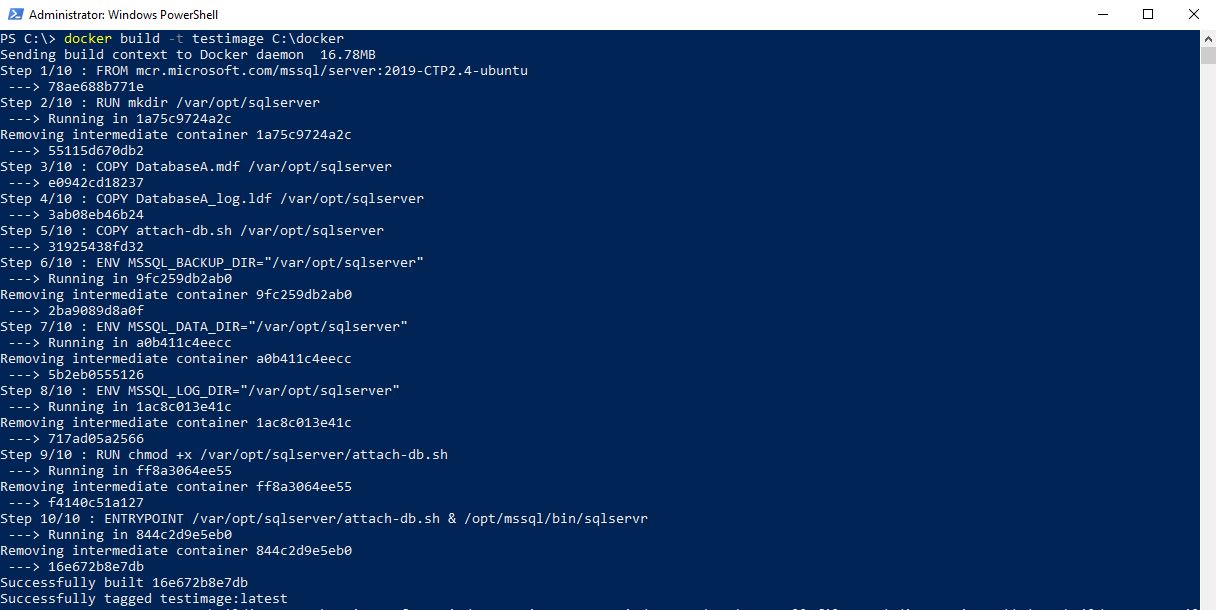 Administrator: Windows PowerShell
PS C:\> docker build -t testimage C:\docker
Sending build context to Docker daemon  16.78MB
Step 1/10 : FROM mcr.microsoft.com/mssql/server:2019-CTP2.4-ubuntu
 ---> 78ae688b771e
Step 2/10 : RUN mkdir /var/opt/sqlserver
 ---> Running in 1a75c9724a2c
Removing intermediate container 1a75c9724a2c
 ---> 55115d670db2
Step 3/10 : COPY DatabaseA.mdf /var/opt/sqlserver
 ---> e0942cd18237
Step 4/10 : COPY DatabaseA_log.ldf /var/opt/sqlserver
 ---> 3ab08eb46b24
Step 5/10 : COPY attach-db.sh /var/opt/sqlserver
 ---> 31925438fd32
Step 6/10 : ENV MSSQL_BACKUP_DIR="/var/opt/sqlserver"
 ---> Running in 9fc259db2ab0
Removing intermediate container 9fc259db2ab0
 ---> 2ba9089d8a0f
Step 7/10 : ENV MSSQL_DATA_DIR="/var/opt/sqlserver"
 ---> Running in a0b411c4eecc
Removing intermediate container a0b411c4eecc
 ---> 5b2eb0555126
Step 8/10 : ENV MSSQL_LOG_DIR="/var/opt/sqlserver"
 ---> Running in 1ac8c013e41c
Removing intermediate container 1ac8c013e41c
 ---> 717ad05a2566
Step 9/10 : RUN chmod +x /var/opt/sqlserver/attach-db.sh
 ---> Running in ff8a3064ee55
Removing intermediate container ff8a3064ee55
 ---> f4140c51a127
Step 10/10 : ENTRYPOINT /var/opt/sqlserver/attach-db.sh & /opt/mssql/bin/sqlservr
 ---> Running in 844c2d9e5eb0
Removing intermediate container 844c2d9e5eb0
 ---> 16e672b8e7db
Successfully built 16e672b8e7db
Successfully tagged testimage:latest